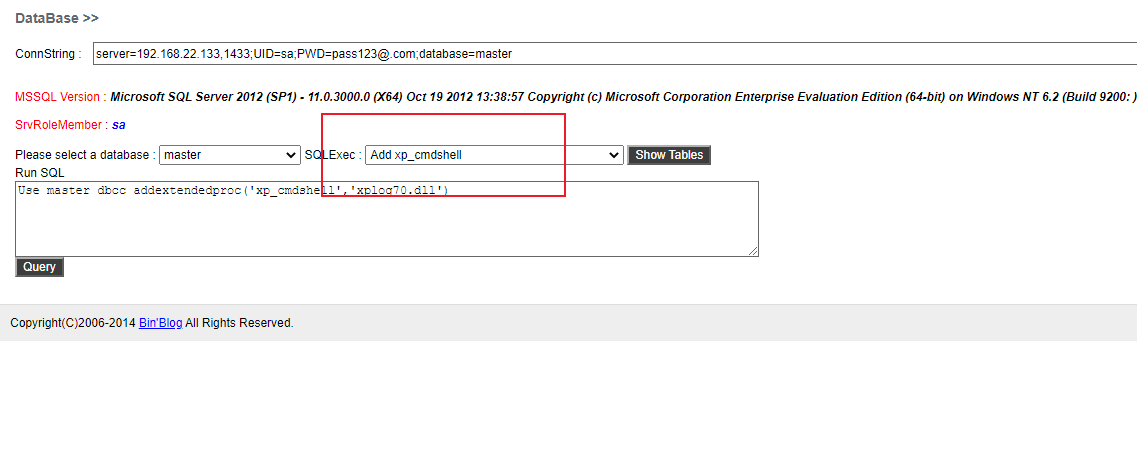 DataBase >>
ConnString : server=192.168.22.133,1433;UID=sa;PWD=pass123@.com;database=master
MSSQL Version : Microsoft SQL Server 2012 (SP1) - 11.0.3000.0 (X64) Oct 19 2012 13:38:57 Copyright (c) Microsoft Corporation Enterprise Evaluation Edition (64-bit) on Windows NT 6.2 (Build 9200: )
SrvRoleMember : sa
Please select a database : master SQLExec : Add xp_cmdshell Show Tables
Run SQL
Use master dbcc addextendedproc('xp_cmdshell','xplog70.dll')
Query
Copyright(C)2006-2014 Bin'Blog All Rights Reserved.